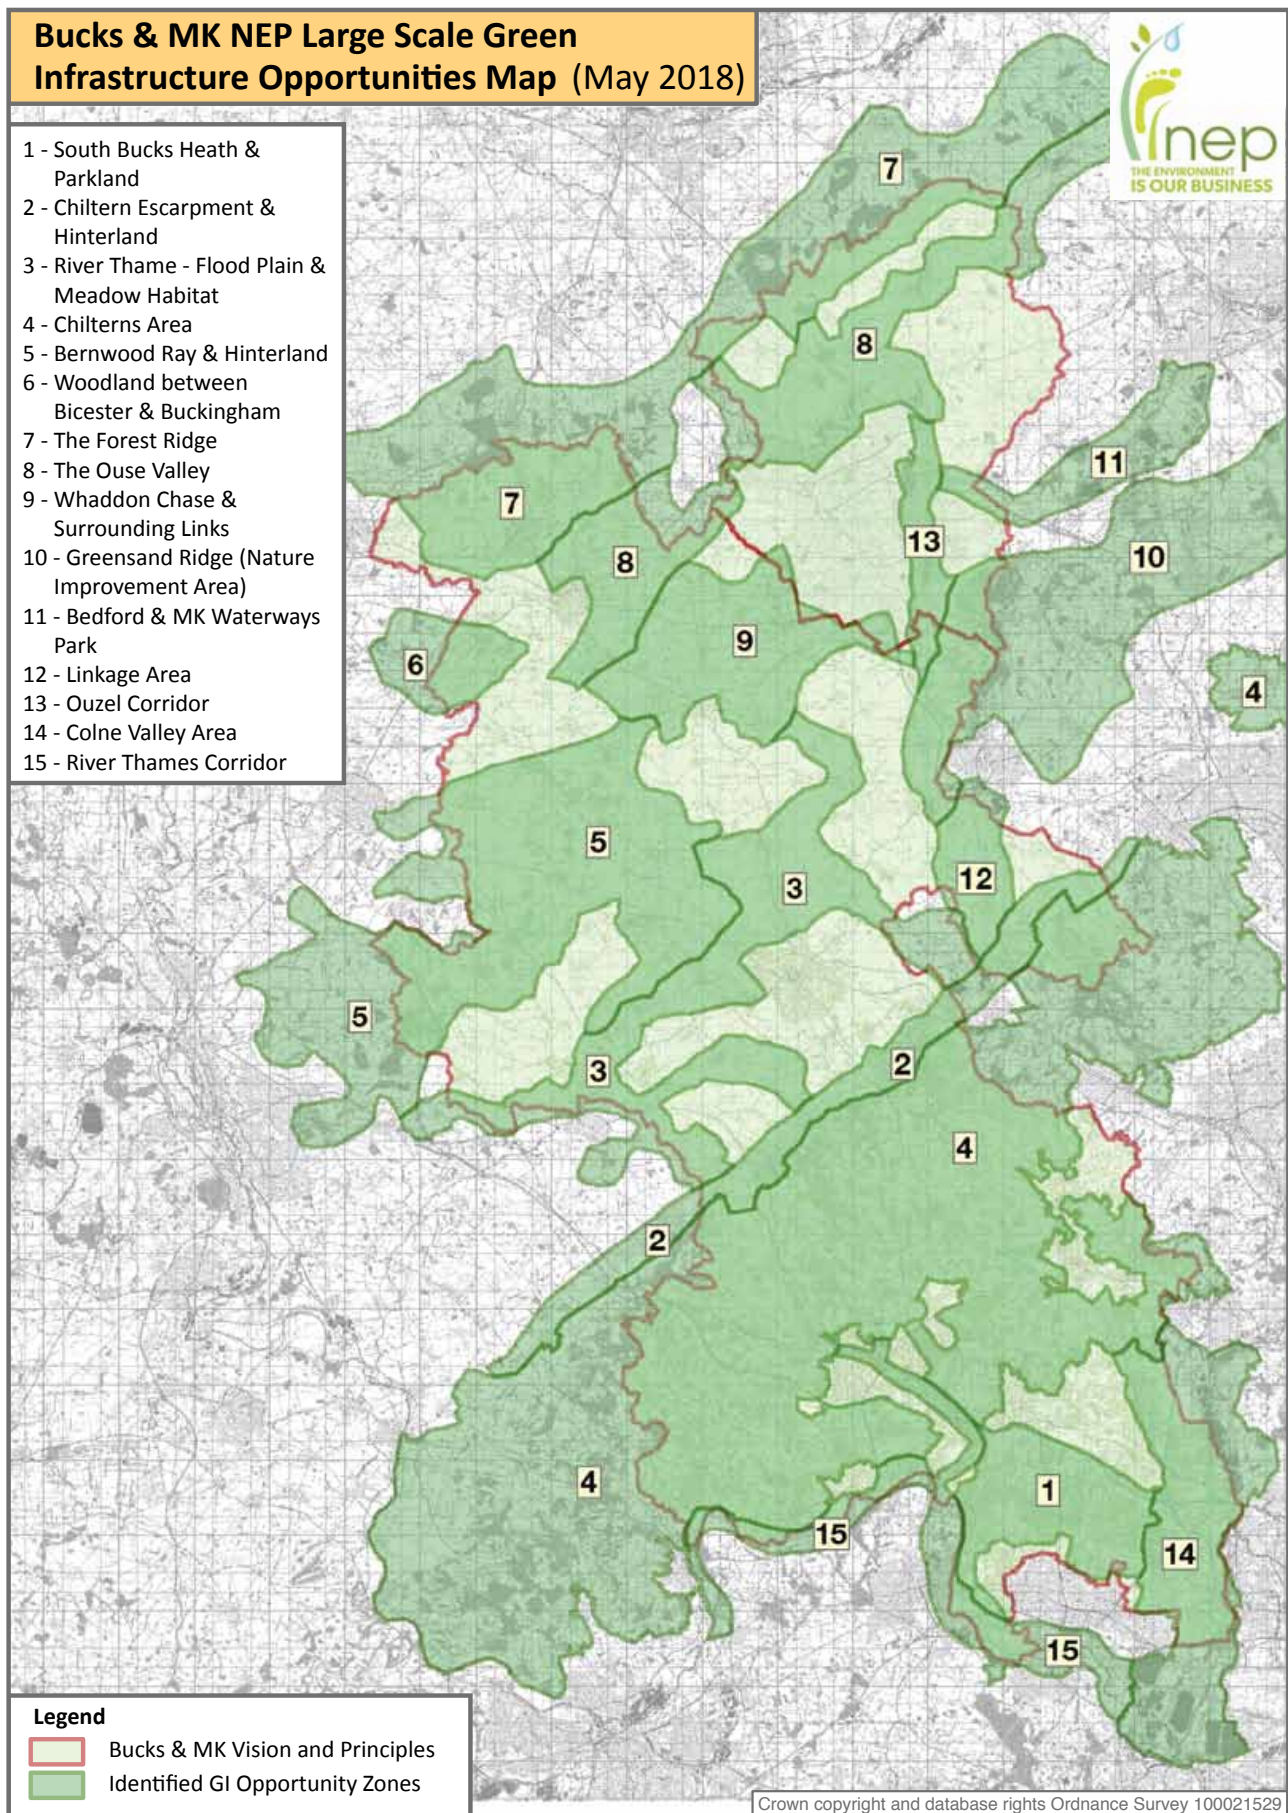 Bucks & MK NEP Large Scale Green
Infrastructure Opportunities Map (May 2018)
nep
THE ENVIRONMENT
IS OUR BUSINESS
1 - South Bucks Heath &
Parkland
2 - Chiltern Escarpment &
Hinterland
3 - River Thame - Flood Plain &
Meadow Habitat
4 - Chilterns Area
5 - Bernwood Ray & Hinterland
6 - Woodland between
Bicester & Buckingham
7 - The Forest Ridge
8 - The Ouse Valley
9 - Whaddon Chase &
Surrounding Links
10 - Greensand Ridge (Nature
Improvement Area)
11 - Bedford & MK Waterways
Park
12 - Linkage Area
13 - Ouzel Corridor
14 - Colne Valley Area
15 - River Thames Corridor
7
8
11
7
13
10
8
9
6
4
5
12
3
5
2
3
4
2
4
1
15
14
15
Legend
Bucks & MK Vision and Principles
Identified GI Opportunity Zones
Crown copyright and database rights Ordnance Survey 100021529